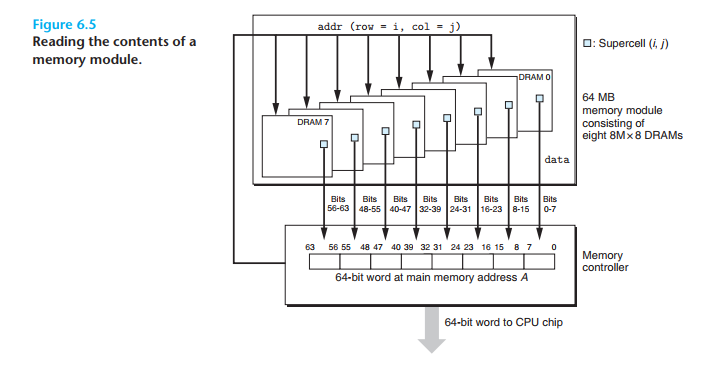 Figure 6.5
Reading the contents of a
memory module.
addr (row = i, col = j)
: Supercell (i, j)
DRAM 0
DRAM 7
64 MB
memory module
consisting of
eight 8M×8 DRAMs
data
Bits Bits Bits Bits Bits Bits Bits Bits
56-63 48-55 40-47 32-39 24-31 16-23 8-15 0-7
63 56 55 48 47 40 39 32 31 24 23 16 15 8 7 0
64-bit word at main memory address A
Memory
controller
64-bit word to CPU chip